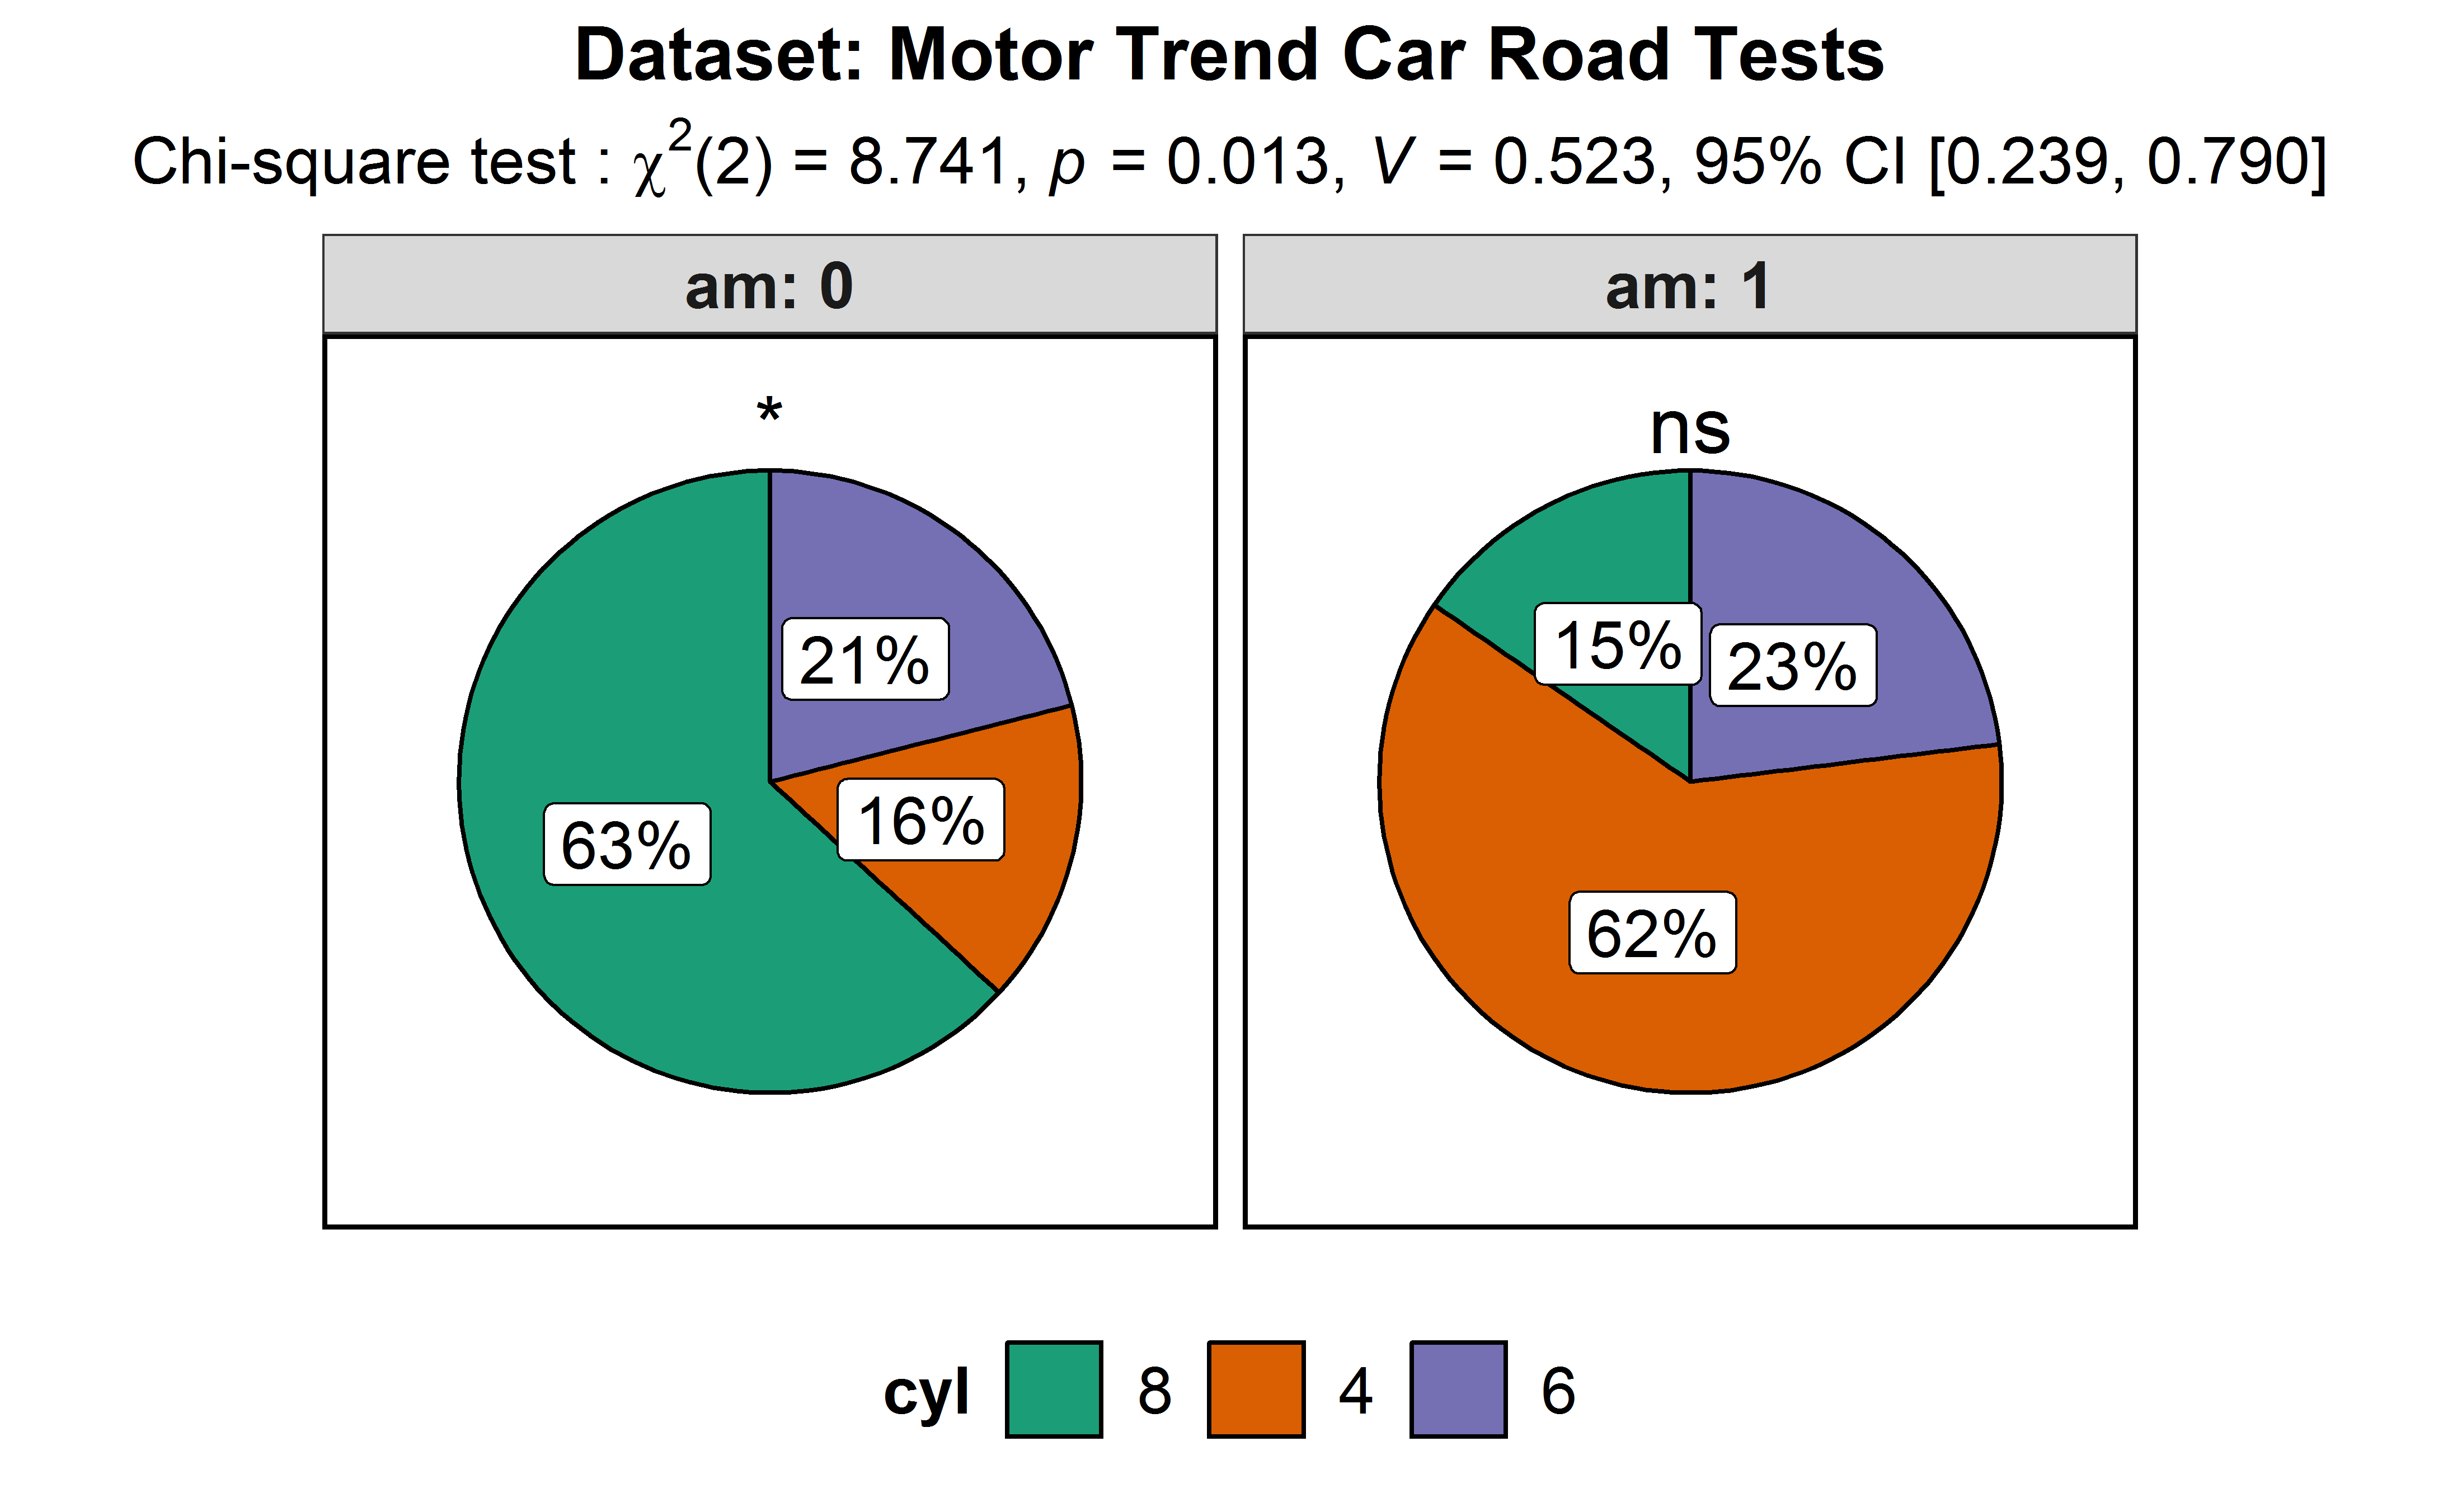 Dataset: Motor Trend Car Road Tests
Chi-square test : χ²(2) = 8.741, p = 0.013, V = 0.523, 95% CI [0.239, 0.790]
am: 0
*
21%
16%
63%
am: 1
ns
15%
23%
62%
cyl 8 4 6